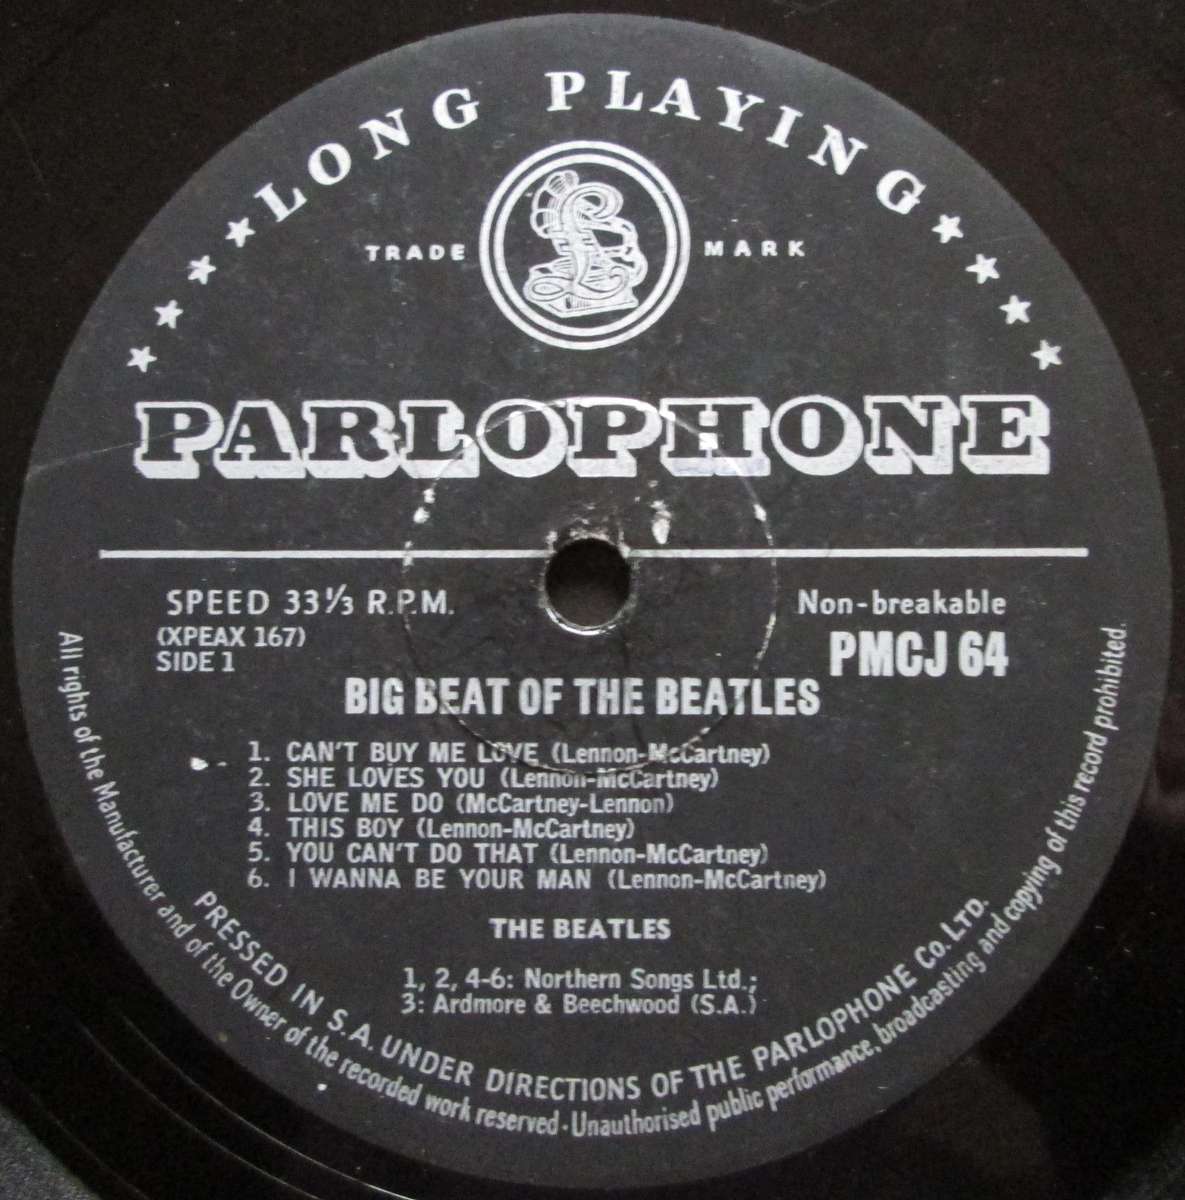 LONG PLAYING
TRADE MARK
£
PARLOPHONE
SPEED 33⅓ R.P.M.
Non-breakable
(XPEAX 167)
SIDE 1
PMCJ 64
BIG BEAT OF THE BEATLES
1. CAN'T BUY ME LOVE (Lennon-McCartney)
2. SHE LOVES YOU (Lennon-McCartney)
3. LOVE ME DO (McCartney-Lennon)
4. THIS BOY (Lennon-McCartney)
5. YOU CAN'T DO THAT (Lennon-McCartney)
6. I WANNA BE YOUR MAN (Lennon-McCartney)
THE BEATLES
1, 2, 4-6: Northern Songs Ltd.;
3: Ardmore & Beechwood (S.A.)
PRESSED IN S.A. UNDER DIRECTIONS OF THE PARLOPHONE Co. LTD.
All rights of the Manufacturer and of the Owner of the recorded work reserved-Unauthorised public performance, broadcasting and copying of this record prohibited.